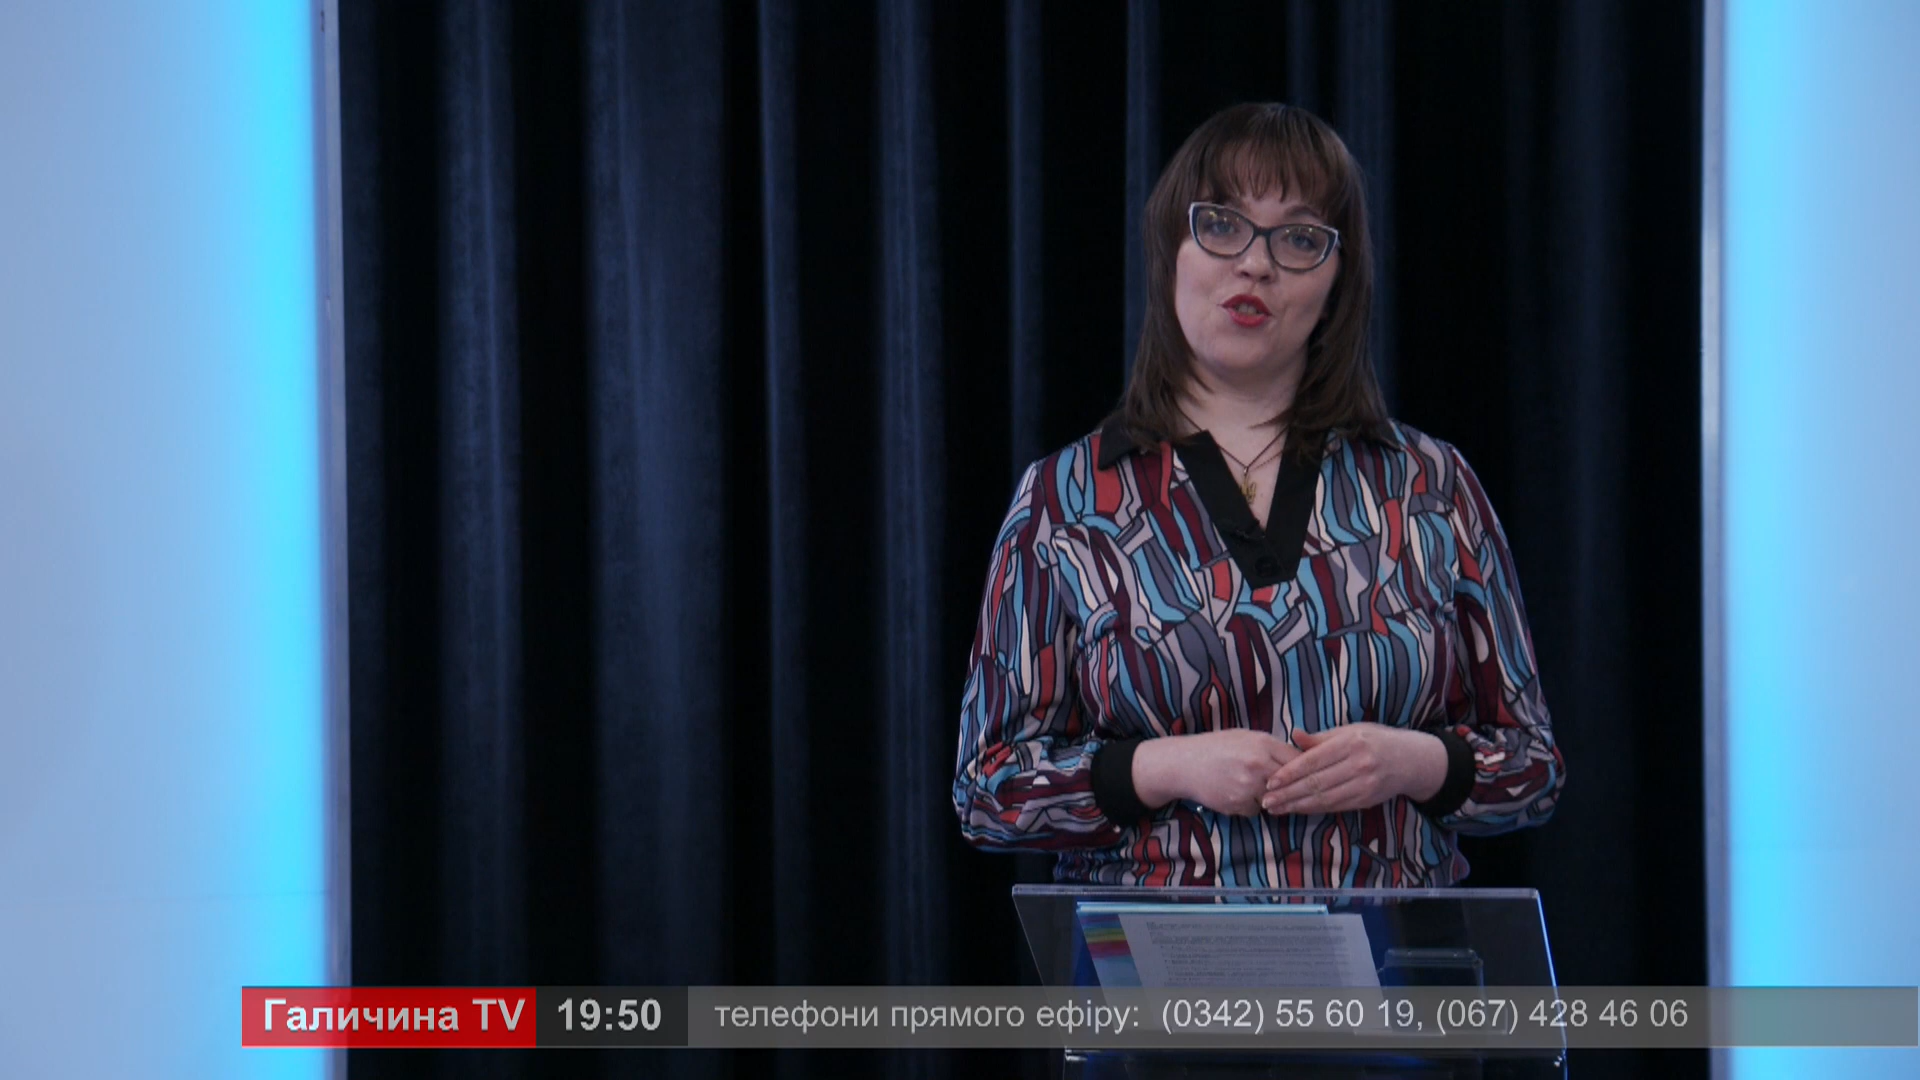 Галичина TV 19:50 телефони прямого ефіру: (0342) 55 60 19, (067) 428 46 06